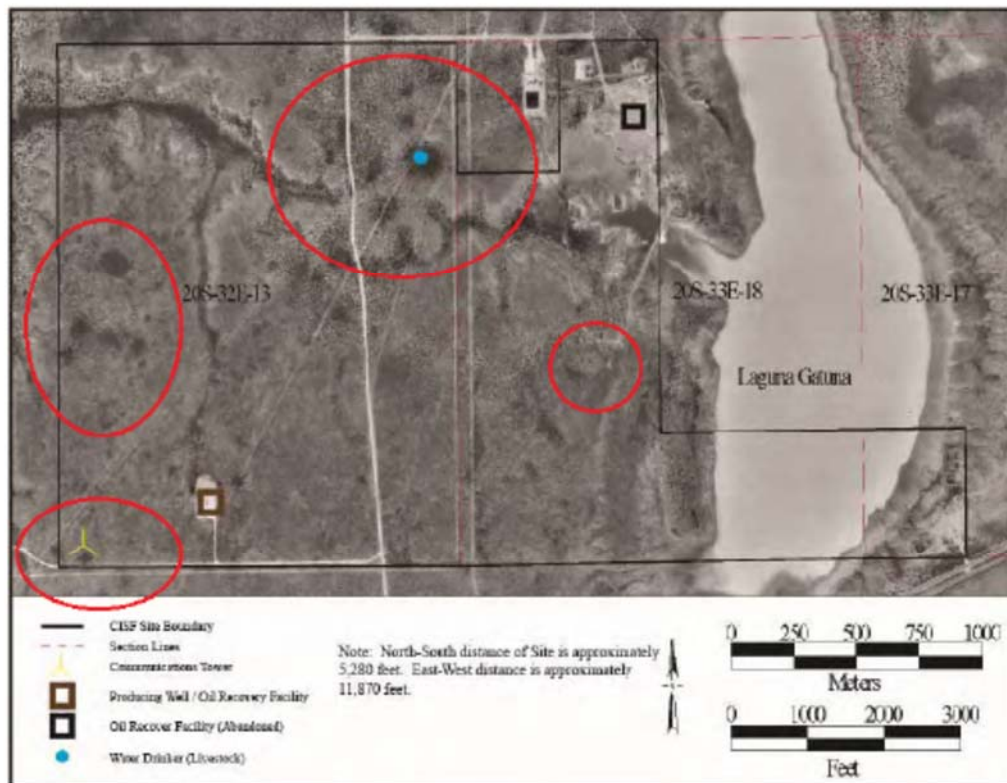 20S-32E-13
20S-33E-18
20S-33E-17
Laguna Gatuna
CISF Site Boundary
Section Lines
Communications Tower
Producing Well / Oil Recovery Facility
Oil Recover Facility (Abandoned)
Water Drinker (Livestock)
Note: North-South distance of Site is approximately
5,280 feet. East-West distance is approximately
11,870 feet.
0 250 500 750 1000
Meters
0 1000 2000 3000
Feet